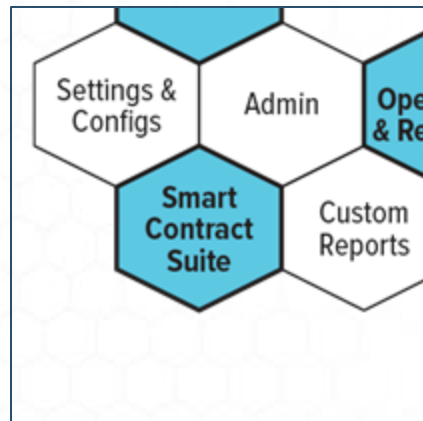 Settings &
Configs
Admin
Smart
Contract
Suite
Custom
Reports